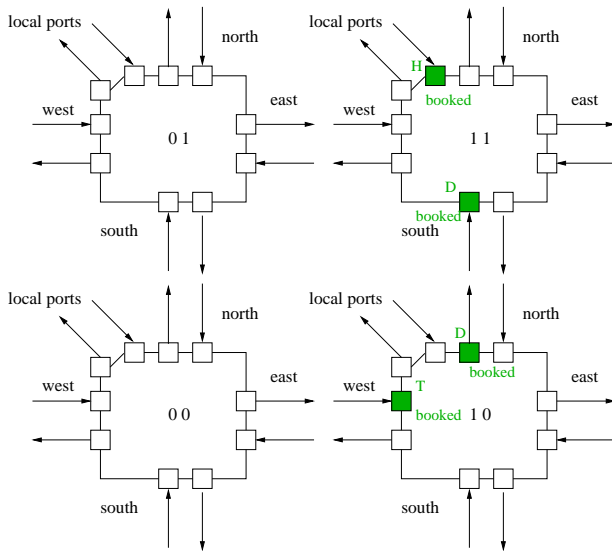 local ports
north
west
east
0 1
south
local ports
H
north
booked
west
east
1 1
D
booked
south
local ports
north
west
east
0 0
south
local ports
north
D
booked
west
T
east
booked
1 0
south